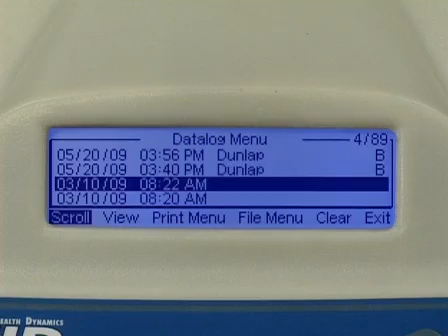 Datalog Menu 4/89
05/20/09 03:56 PM Dunlap B
05/20/09 03:40 PM Dunlap B
03/10/09 08:22 AM
03/10/09 08:20 AM
Scroll View Print Menu File Menu Clear Exit
EALTH DYNAMICS